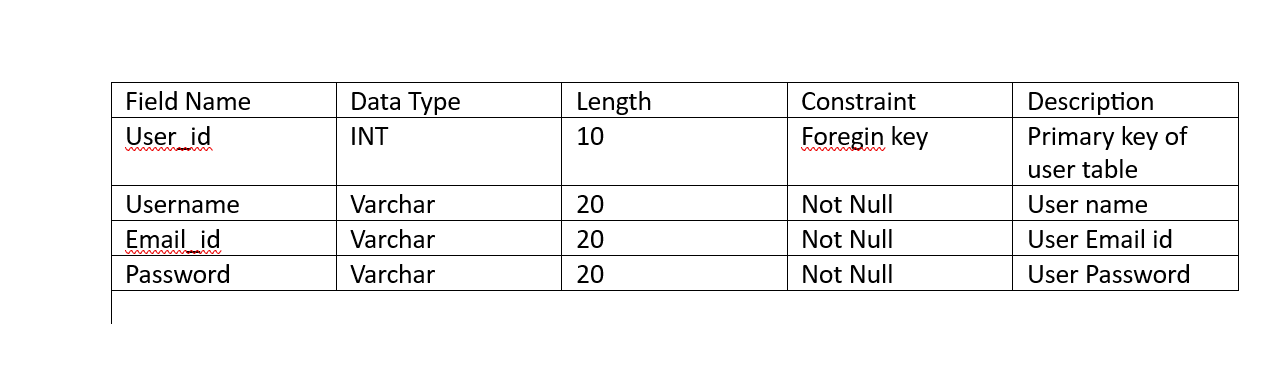 Field Name Data Type Length Constraint Description
User_id INT 10 Foregin key Primary key of
user table
Username Varchar 20 Not Null User name
Email_id Varchar 20 Not Null User Email id
Password Varchar 20 Not Null User Password